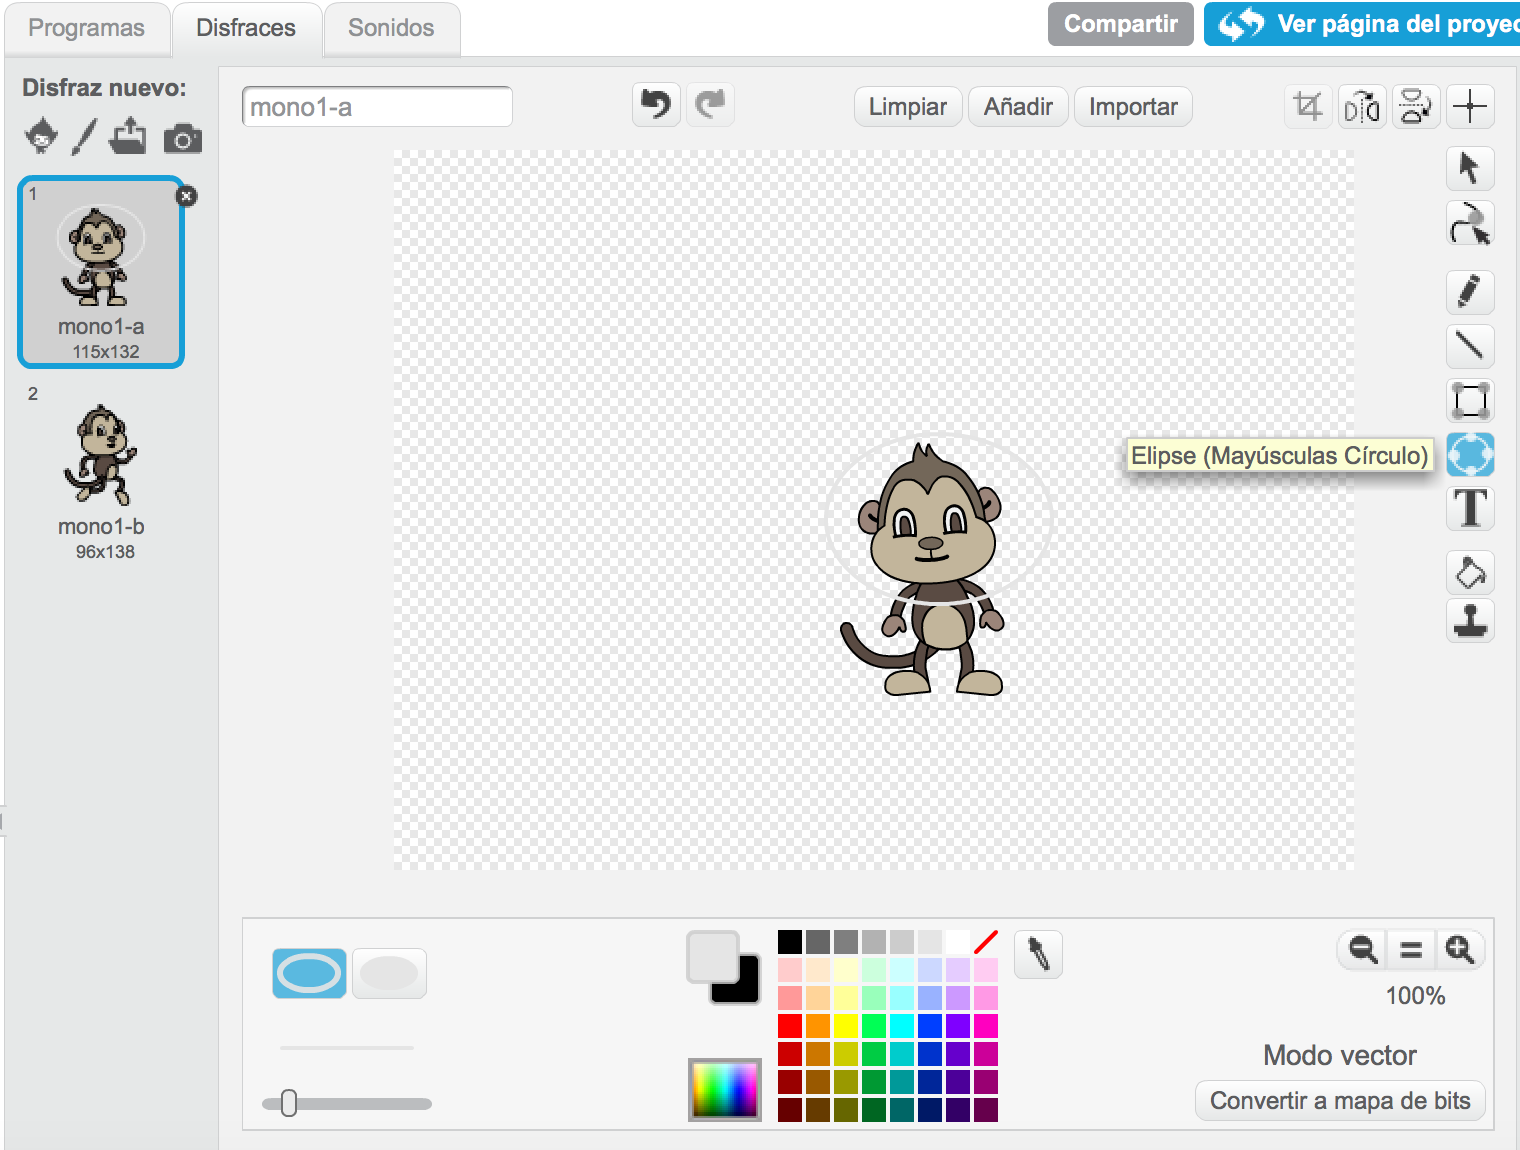 Programas
Disfraces
Sonidos
Compartir
Ver página del proyec
Disfraz nuevo:
mono1-a
Limpiar
Añadir
Importar
1
mono1-a
115x132
2
mono1-b
96x138
Elipse (Mayúsculas Círculo)
T
100%
Modo vector
Convertir a mapa de bits